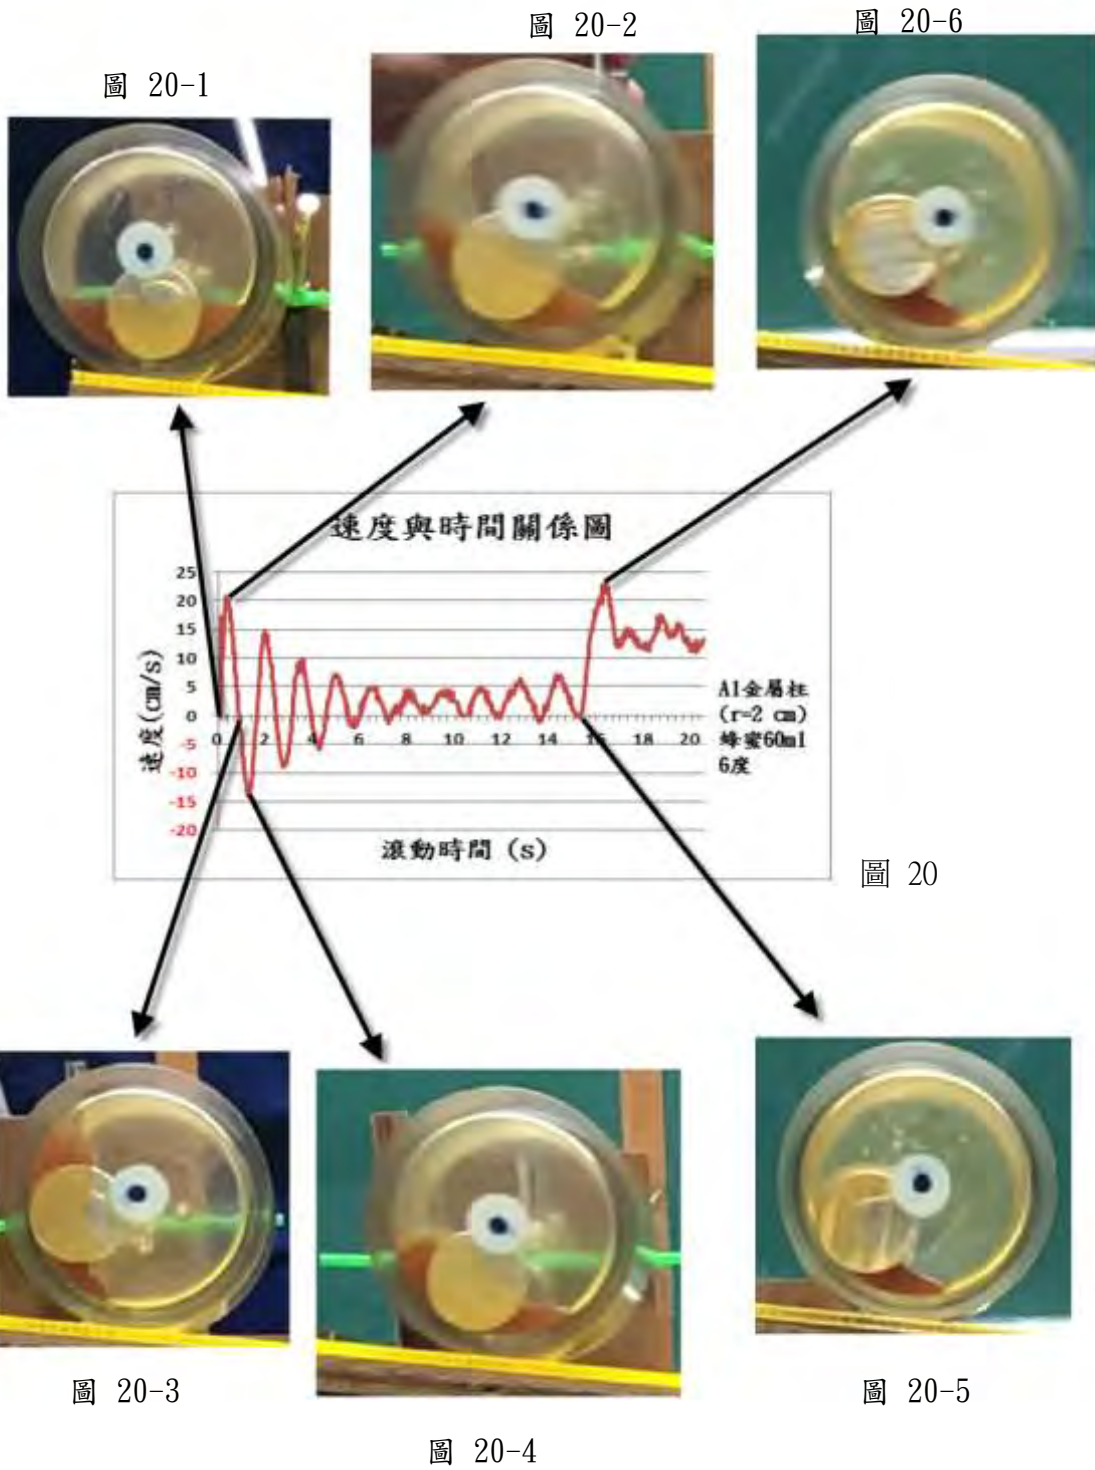 圖 20-2
圖 20-6
圖 20-1
速度與時間關係圖
25
20
15
10
5
0
-5
-10
-15
-20
速度(cm/s)
0 2 4 6 8 10 12 14 16 18 20
滾動時間 (s)
Al金屬柱
(r=2 cm)
蜂蜜60ml
6度
圖 20
圖 20-3
圖 20-5
圖 20-4